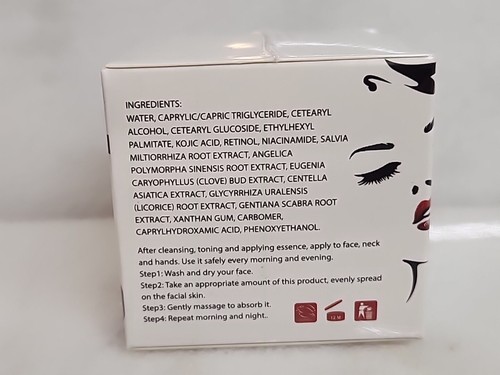 INGREDIENTS:
WATER, CAPRYLIC/CAPRIC TRIGLYCERIDE, CETEARYL
ALCOHOL, CETEARYL GLUCOSIDE, ETHYLHEXYL
PALMITATE, KOJIC ACID, RETINOL, NIACINAMIDE, SALVIA
MILTIORRHIZA ROOT EXTRACT, ANGELICA
POLYMORPHA SINENSIS ROOT EXTRACT, EUGENIA
CARYOPHYLLUS (CLOVE) BUD EXTRACT, CENTELLA
ASIATICA EXTRACT, GLYCYRRHIZA URALENSIS
(LICORICE) ROOT EXTRACT, GENTIANA SCABRA ROOT
EXTRACT, XANTHAN GUM, CARBOMER,
CAPRYLHYDROXAMIC ACID, PHENOXYETHANOL.
After cleansing, toning and applying essence, apply to face, neck
and hands. Use it safely every morning and evening.
Step1: Wash and dry your face.
Step2: Take an appropriate amount of this product, evenly spread
on the facial skin.
Step3: Gently massage to absorb it.
Step4: Repeat morning and night..
12 M